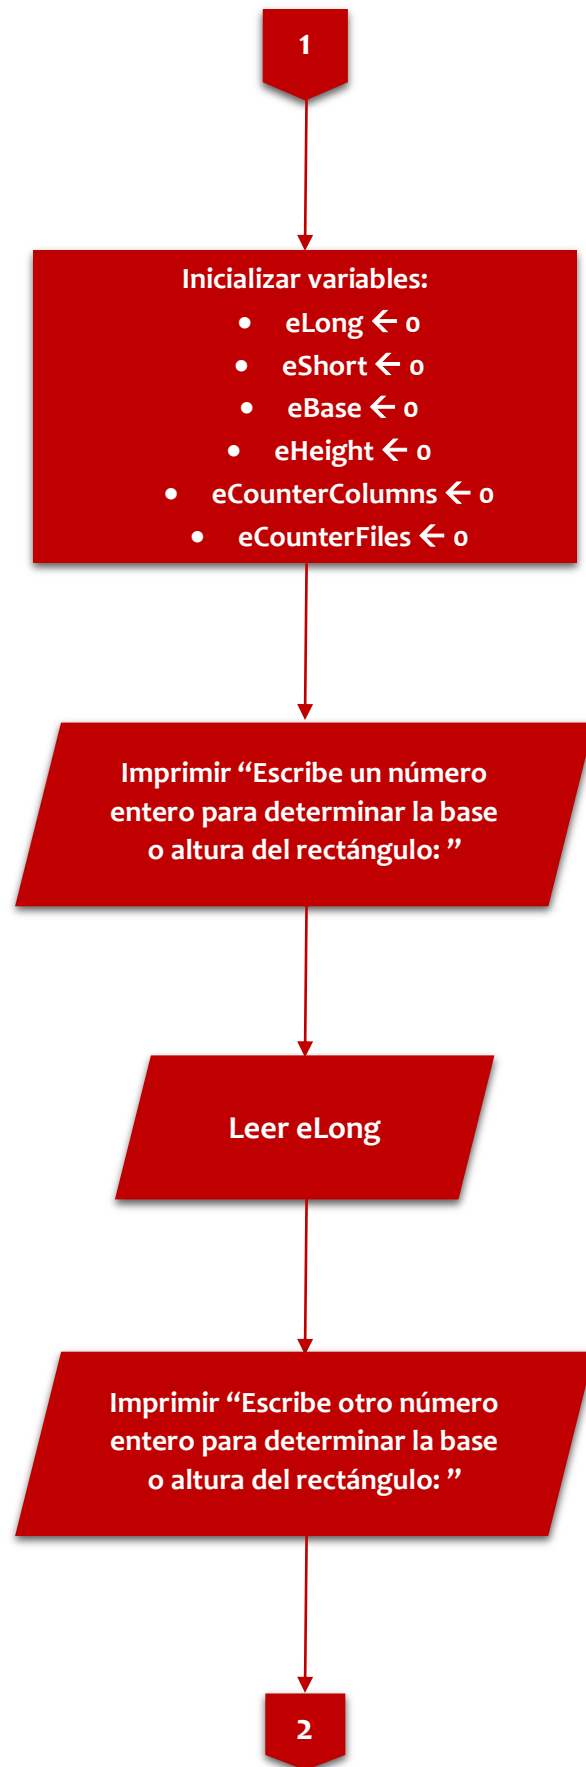 1
Inicializar variables:
• eLong ← 0
• eShort ← 0
• eBase ← 0
• eHeight ← 0
• eCounterColumns ← 0
• eCounterFiles ← 0
Imprimir “Escribe un número
entero para determinar la base
o altura del rectángulo: ”
Leer eLong
Imprimir “Escribe otro número
entero para determinar la base
o altura del rectángulo: ”
2